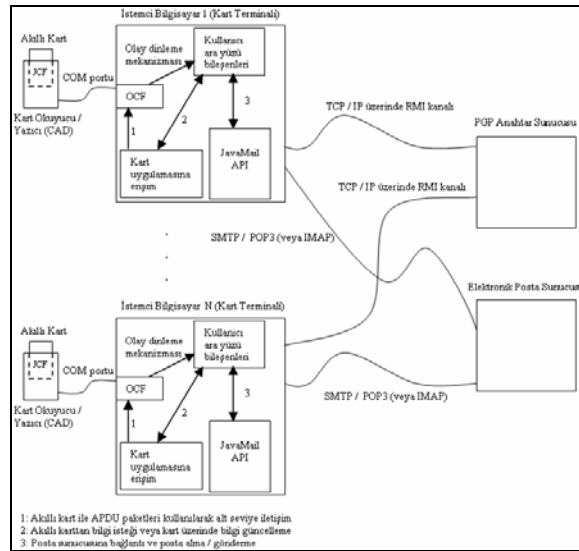 İstemci Bilgisayar 1 (Kart Terminali)
Akıllı Kart
JCF
COM portu
Kart Okuyucu /
Yazıcı (CAD)
Olay dinleme
mekanizması
Kullanıcı
ara yüzü
bileşenleri
OCF
1
2
3
Kart
uygulamasına
erişim
JavaMail
API
TCP / IP üzerinde RMI kanalı
PGP Anahtar Sunucusu
TCP / IP üzerinde RMI kanalı
SMTP / POP3 (veya IMAP)
.
.
.
Elektronik Posta Sunucusu
İstemci Bilgisayar N (Kart Terminali)
Akıllı Kart
JCF
COM portu
Kart Okuyucu /
Yazıcı (CAD)
Olay dinleme
mekanizması
Kullanıcı
ara yüzü
bileşenleri
OCF
1
2
3
Kart
uygulamasına
erişim
JavaMail
API
SMTP / POP3 (veya IMAP)
1: Akıllı kart ile APDU paketleri kullanılarak alt seviye iletişim
2: Akıllı karttan bilgi isteği veya kart üzerinde bilgi güncelleme
3: Posta sunucusuna bağlantı ve posta alma / gönderme